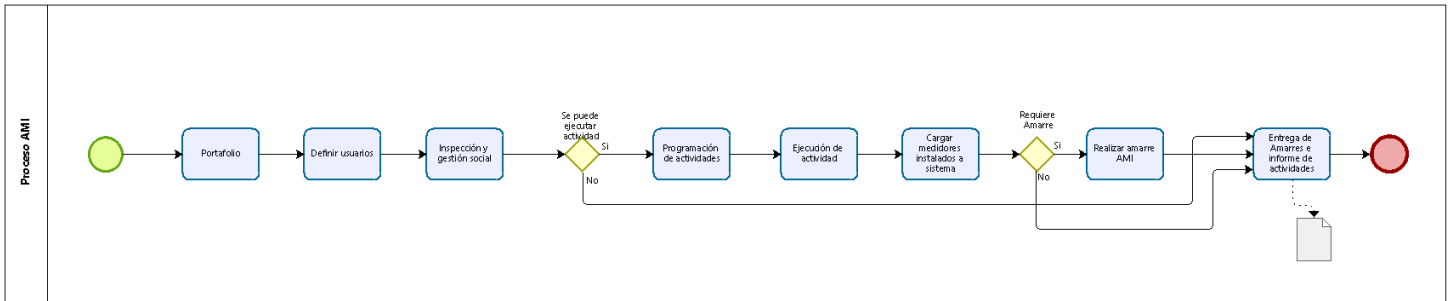 Proceso AMI
Portafolio
Definir usuarios
Inspección y
gestión social
Se puede
ejecutar
actividad
Si
No
Programación
de actividades
Ejecución de
actividad
Cargar
medidores
instalados a
sistema
Requiere
Amarre
Si
No
Realizar amarre
AMI
Entrega de
Amarres e
informe de
actividades